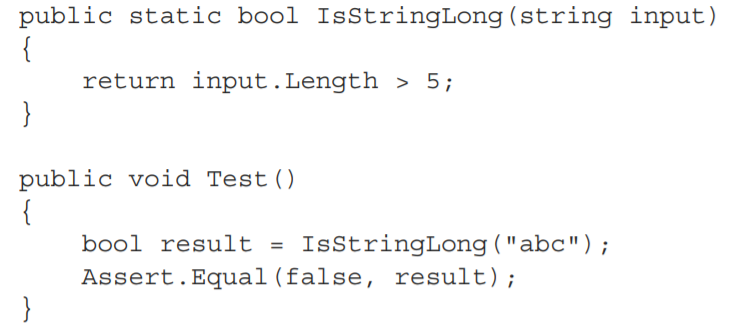 public static bool IsStringLong(string input)
{
    return input.Length > 5;
}

public void Test()
{
    bool result = IsStringLong("abc");
    Assert.Equal(false, result);
}